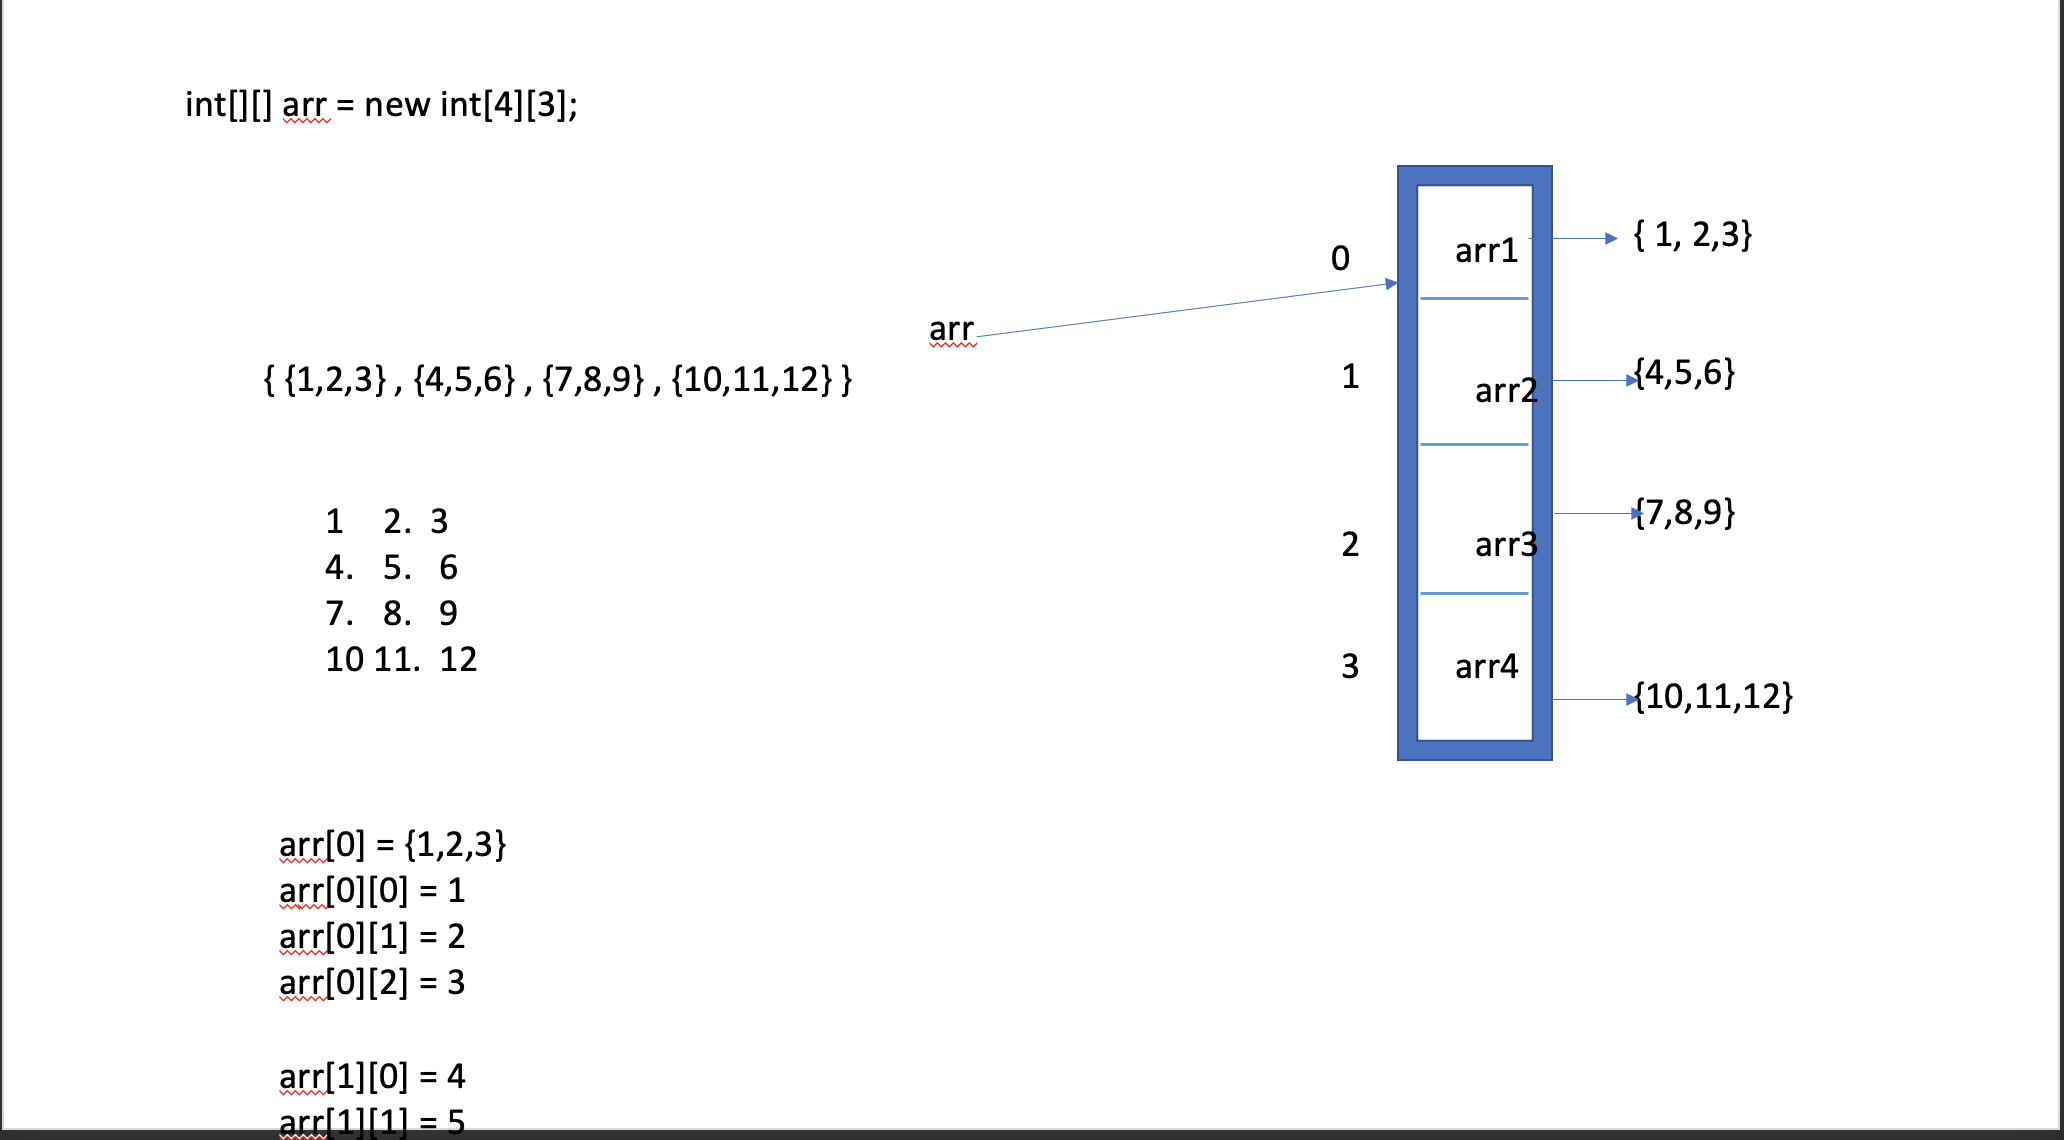 int[][] arr = new int[4][3];
{ {1,2,3} , {4,5,6} , {7,8,9} , {10,11,12} }
1 2. 3
4. 5. 6
7. 8. 9
10 11. 12
arr[0] = {1,2,3}
arr[0][0] = 1
arr[0][1] = 2
arr[0][2] = 3
arr[1][0] = 4
arr[1][1] = 5
arr
0 arr1 { 1, 2,3}
1 arr2 {4,5,6}
2 arr3 {7,8,9}
3 arr4 {10,11,12}